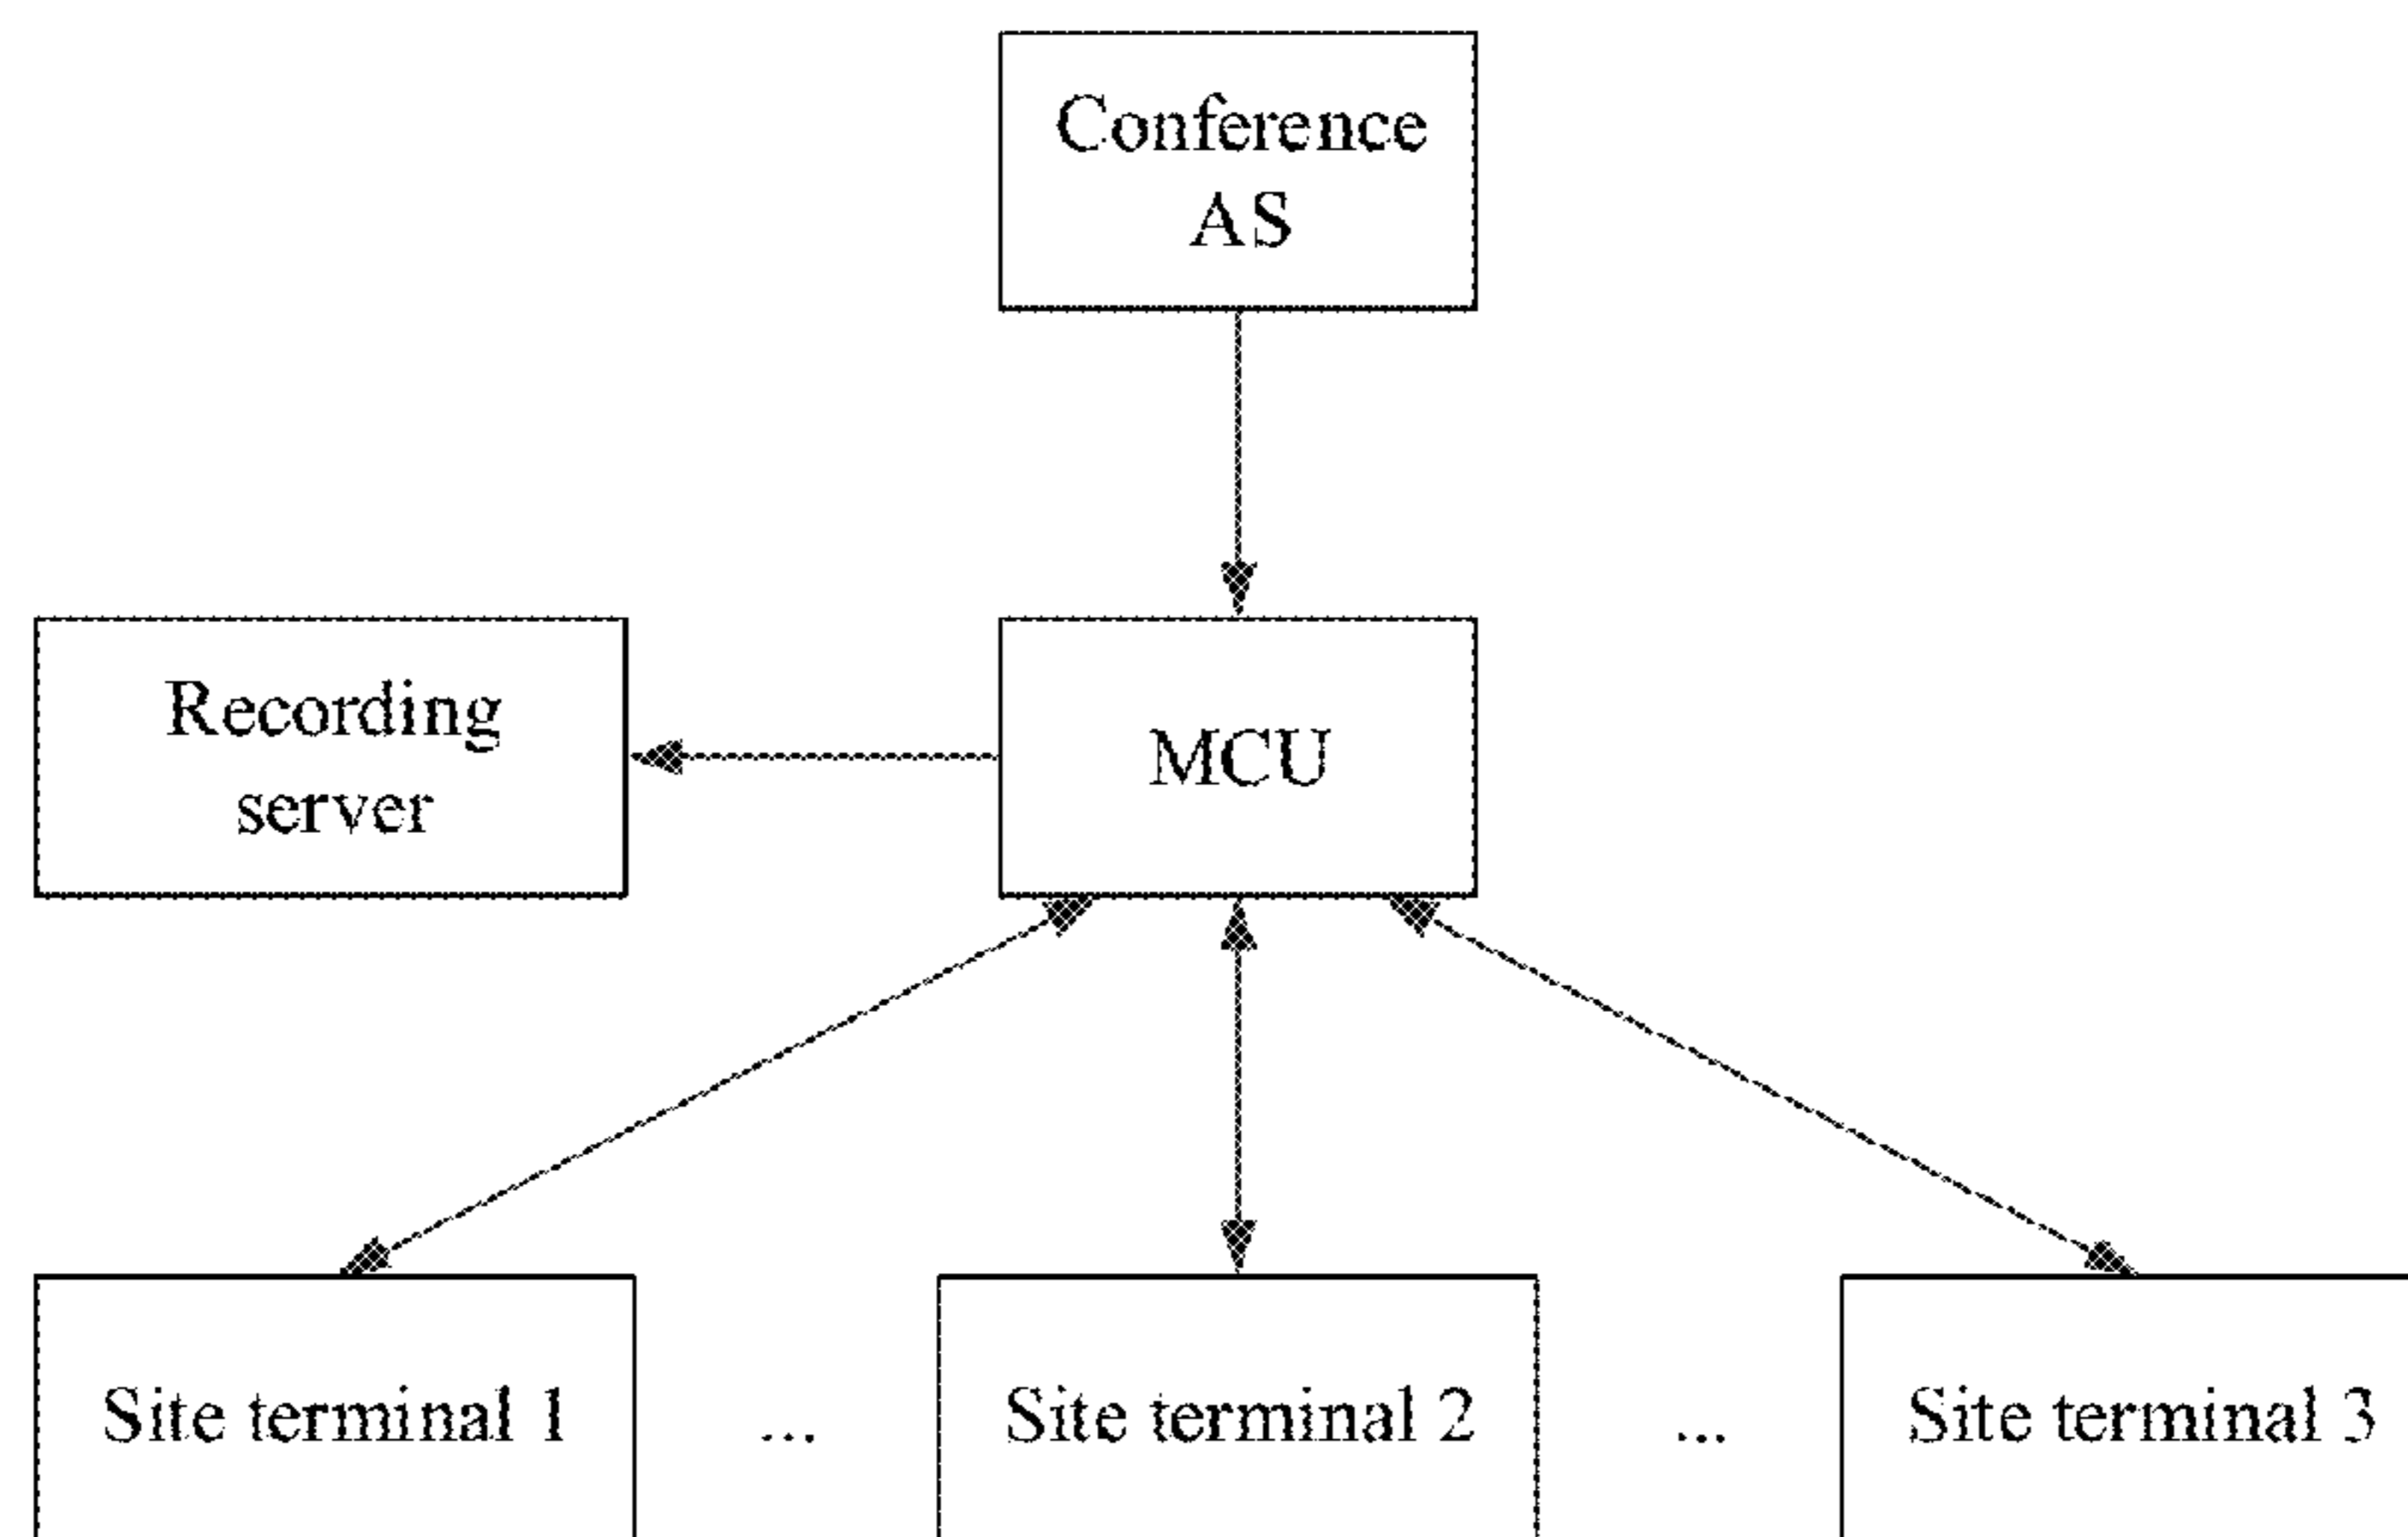 Conference
AS
Recording
server
MCU
Site terminal 1
...
Site terminal 2
...
Site terminal 3